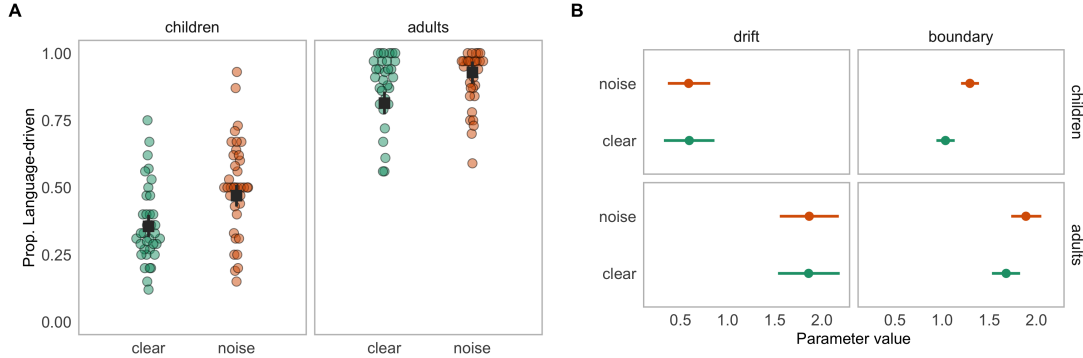 A
children
adults
Prop. Language-driven
1.00
0.75
0.50
0.25
0.00
clear
noise
clear
noise
B
drift
boundary
noise
clear
children
noise
clear
adults
0.5 1.0 1.5 2.0
0.5 1.0 1.5 2.0
Parameter value